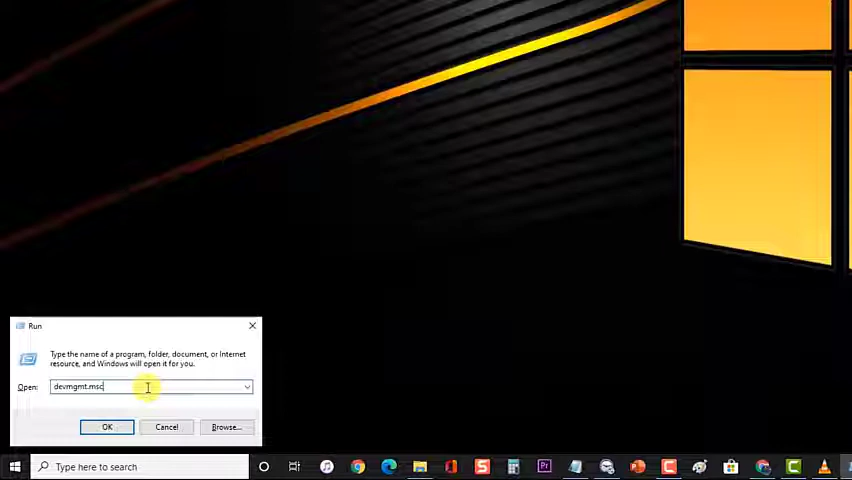 Run
Type the name of a program, folder, document, or Internet
resource, and Windows will open it for you.
Open: devmgmt.msc
OK Cancel Browse...
Type here to search
Pr S P